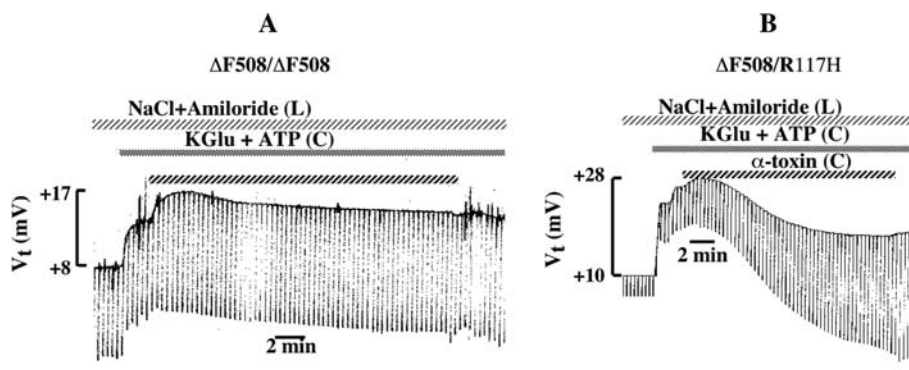 A
ΔF508/ΔF508
NaCl+Amiloride (L)
KGlu + ATP (C)
+17
Vt (mV)
+8
2 min
B
ΔF508/R117H
NaCl+Amiloride (L)
KGlu + ATP (C)
α-toxin (C)
+28
Vt (mV)
2 min
+10